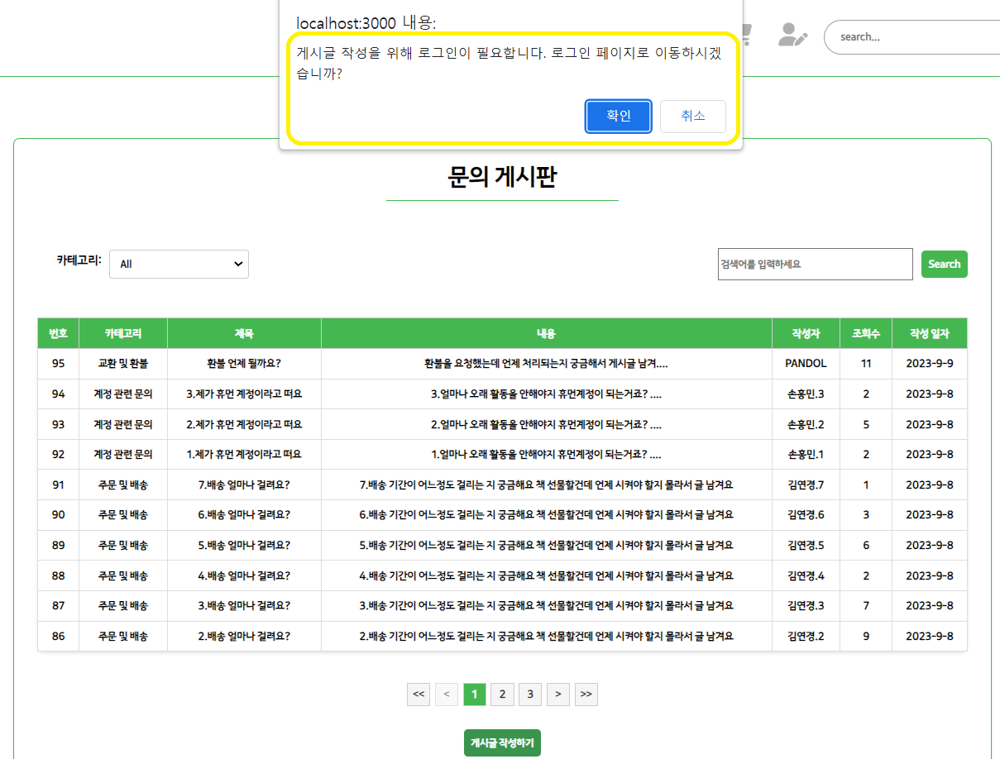 localhost:3000 내용:
게시글 작성을 위해 로그인이 필요합니다. 로그인 페이지로 이동하시겠
습니까?
확인 취소
search...
문의 게시판
카테고리: All 검색어를 입력하세요 Search
번호 카테고리 제목 내용 작성자 조회수 작성 일자
95 교환 및 환불 환불 언제 될까요? 환불을 요청했는데 언제 처리되는지 궁금해서 게시글 남겨.... PANDOL 11 2023-9-9
94 계정 관련 문의 3.제가 휴먼 계정이라고 떠요 3.얼마나 오래 활동을 안해야지 휴먼계정이 되는거죠? .... 손흥민.3 2 2023-9-8
93 계정 관련 문의 2.제가 휴먼 계정이라고 떠요 2.얼마나 오래 활동을 안해야지 휴먼계정이 되는거죠? .... 손흥민.2 5 2023-9-8
92 계정 관련 문의 1.제가 휴먼 계정이라고 떠요 1.얼마나 오래 활동을 안해야지 휴먼계정이 되는거죠? .... 손흥민.1 2 2023-9-8
91 주문 및 배송 7.배송 얼마나 걸려요? 7.배송 기간이 어느정도 걸리는 지 궁금해요 책 선물할건데 언제 시켜야 할지 몰라서 글 남겨요 김연경.7 1 2023-9-8
90 주문 및 배송 6.배송 얼마나 걸려요? 6.배송 기간이 어느정도 걸리는 지 궁금해요 책 선물할건데 언제 시켜야 할지 몰라서 글 남겨요 김연경.6 3 2023-9-8
89 주문 및 배송 5.배송 얼마나 걸려요? 5.배송 기간이 어느정도 걸리는 지 궁금해요 책 선물할건데 언제 시켜야 할지 몰라서 글 남겨요 김연경.5 6 2023-9-8
88 주문 및 배송 4.배송 얼마나 걸려요? 4.배송 기간이 어느정도 걸리는 지 궁금해요 책 선물할건데 언제 시켜야 할지 몰라서 글 남겨요 김연경.4 2 2023-9-8
87 주문 및 배송 3.배송 얼마나 걸려요? 3.배송 기간이 어느정도 걸리는 지 궁금해요 책 선물할건데 언제 시켜야 할지 몰라서 글 남겨요 김연경.3 7 2023-9-8
86 주문 및 배송 2.배송 얼마나 걸려요? 2.배송 기간이 어느정도 걸리는 지 궁금해요 책 선물할건데 언제 시켜야 할지 몰라서 글 남겨요 김연경.2 9 2023-9-8
<< < 1 2 3 > >>
게시글 작성하기